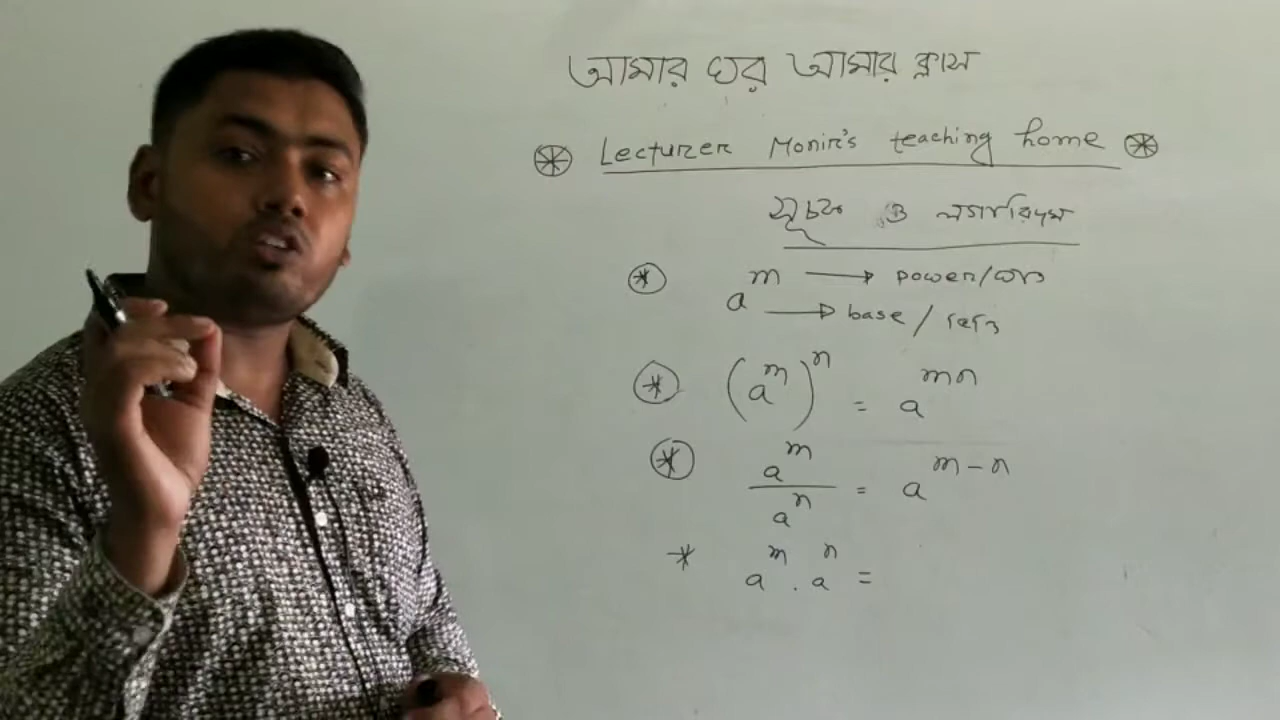 আমার ঘর আমার ক্লাস
Lecturer Monir's teaching home
সূচক ও লগারিদম
* a^m → power/ঘাত
→ base / ভিত্তি
* (a^m)^n = a^{mn}
* a^m / a^n = a^{m-n}
* a^m . a^n =